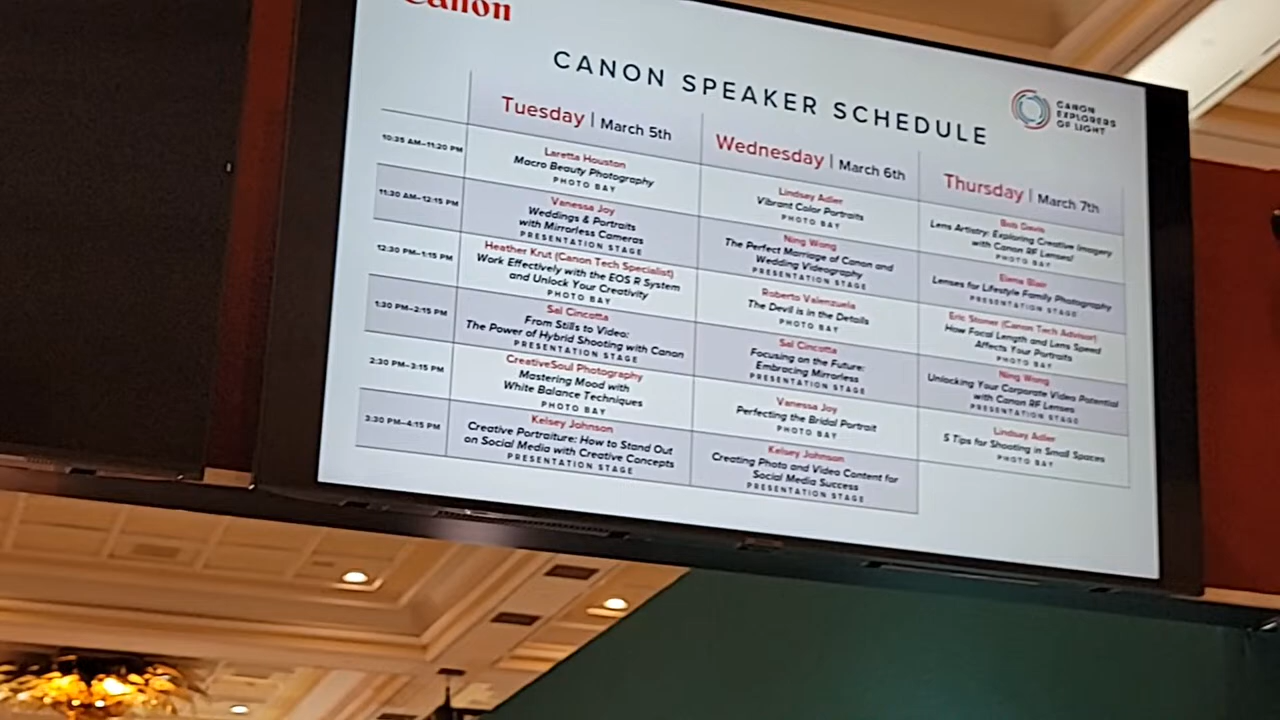 Canon
CANON SPEAKER SCHEDULE
CANON
EXPLORERS
OF LIGHT
Tuesday | March 5th
Wednesday | March 6th
Thursday | March 7th
10:35 AM–11:20 PM
Laretta Houston
Macro Beauty Photography
PHOTO BAY
Lindsay Adler
Vibrant Color Portraits
PHOTO BAY
Bob Davis
Lens Artistry: Exploring Creative Imagery
with Canon RF Lenses!
PHOTO BAY
11:30 AM–12:15 PM
Vanessa Joy
Weddings & Portraits
with Mirrorless Cameras
PRESENTATION STAGE
Ning Wong
The Perfect Marriage of Canon and
Wedding Videography
PRESENTATION STAGE
Elena Blair
Lenses for Lifestyle Family Photography
PRESENTATION STAGE
12:30 PM–1:15 PM
Heather Krut (Canon Tech Specialist)
Work Effectively with the EOS R System
and Unlock Your Creativity
PHOTO BAY
Roberto Valenzuela
The Devil is in the Details
PHOTO BAY
Eric Stoner (Canon Tech Advisor)
How Focal Length and Lens Speed
Affects Your Portraits
PHOTO BAY
1:30 PM–2:15 PM
Sal Cincotta
From Stills to Video:
The Power of Hybrid Shooting with Canon
PRESENTATION STAGE
Sal Cincotta
Focusing on the Future:
Embracing Mirrorless
PRESENTATION STAGE
Ning Wong
Unlocking Your Corporate Video Potential
with Canon RF Lenses
PRESENTATION STAGE
2:30 PM–3:15 PM
CreativeSoul Photography
Mastering Mood with
White Balance Techniques
PHOTO BAY
Vanessa Joy
Perfecting the Bridal Portrait
PHOTO BAY
Lindsay Adler
5 Tips for Shooting in Small Spaces
PHOTO BAY
3:30 PM–4:15 PM
Kelsey Johnson
Creative Portraiture: How to Stand Out
on Social Media with Creative Concepts
PRESENTATION STAGE
Kelsey Johnson
Creating Photo and Video Content for
Social Media Success
PRESENTATION STAGE